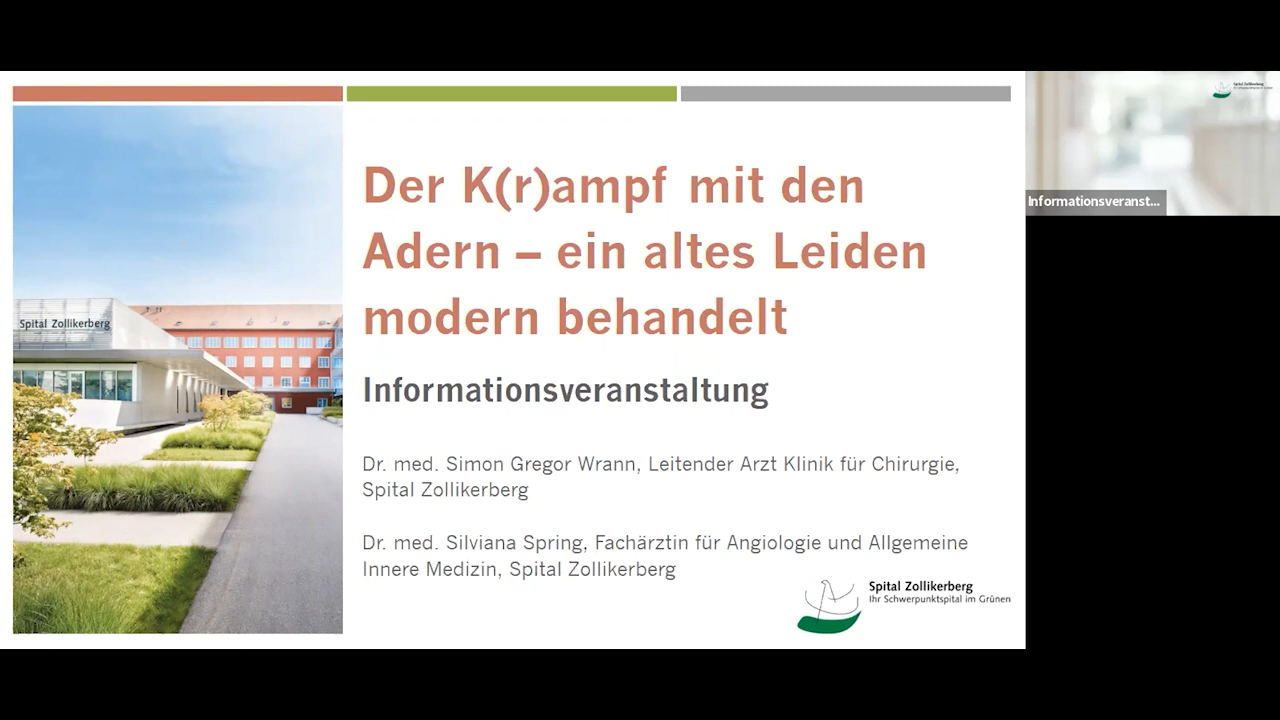 Der K(r)ampf mit den
Adern – ein altes Leiden
modern behandelt
Informationsveranstaltung
Dr. med. Simon Gregor Wrann, Leitender Arzt Klinik für Chirurgie,
Spital Zollikerberg
Dr. med. Silviana Spring, Fachärztin für Angiologie und Allgemeine
Innere Medizin, Spital Zollikerberg
Spital Zollikerberg
Ihr Schwerpunktspital im Grünen
Spital Zollikerberg
Spital Zollikerberg
Informationsveranst...